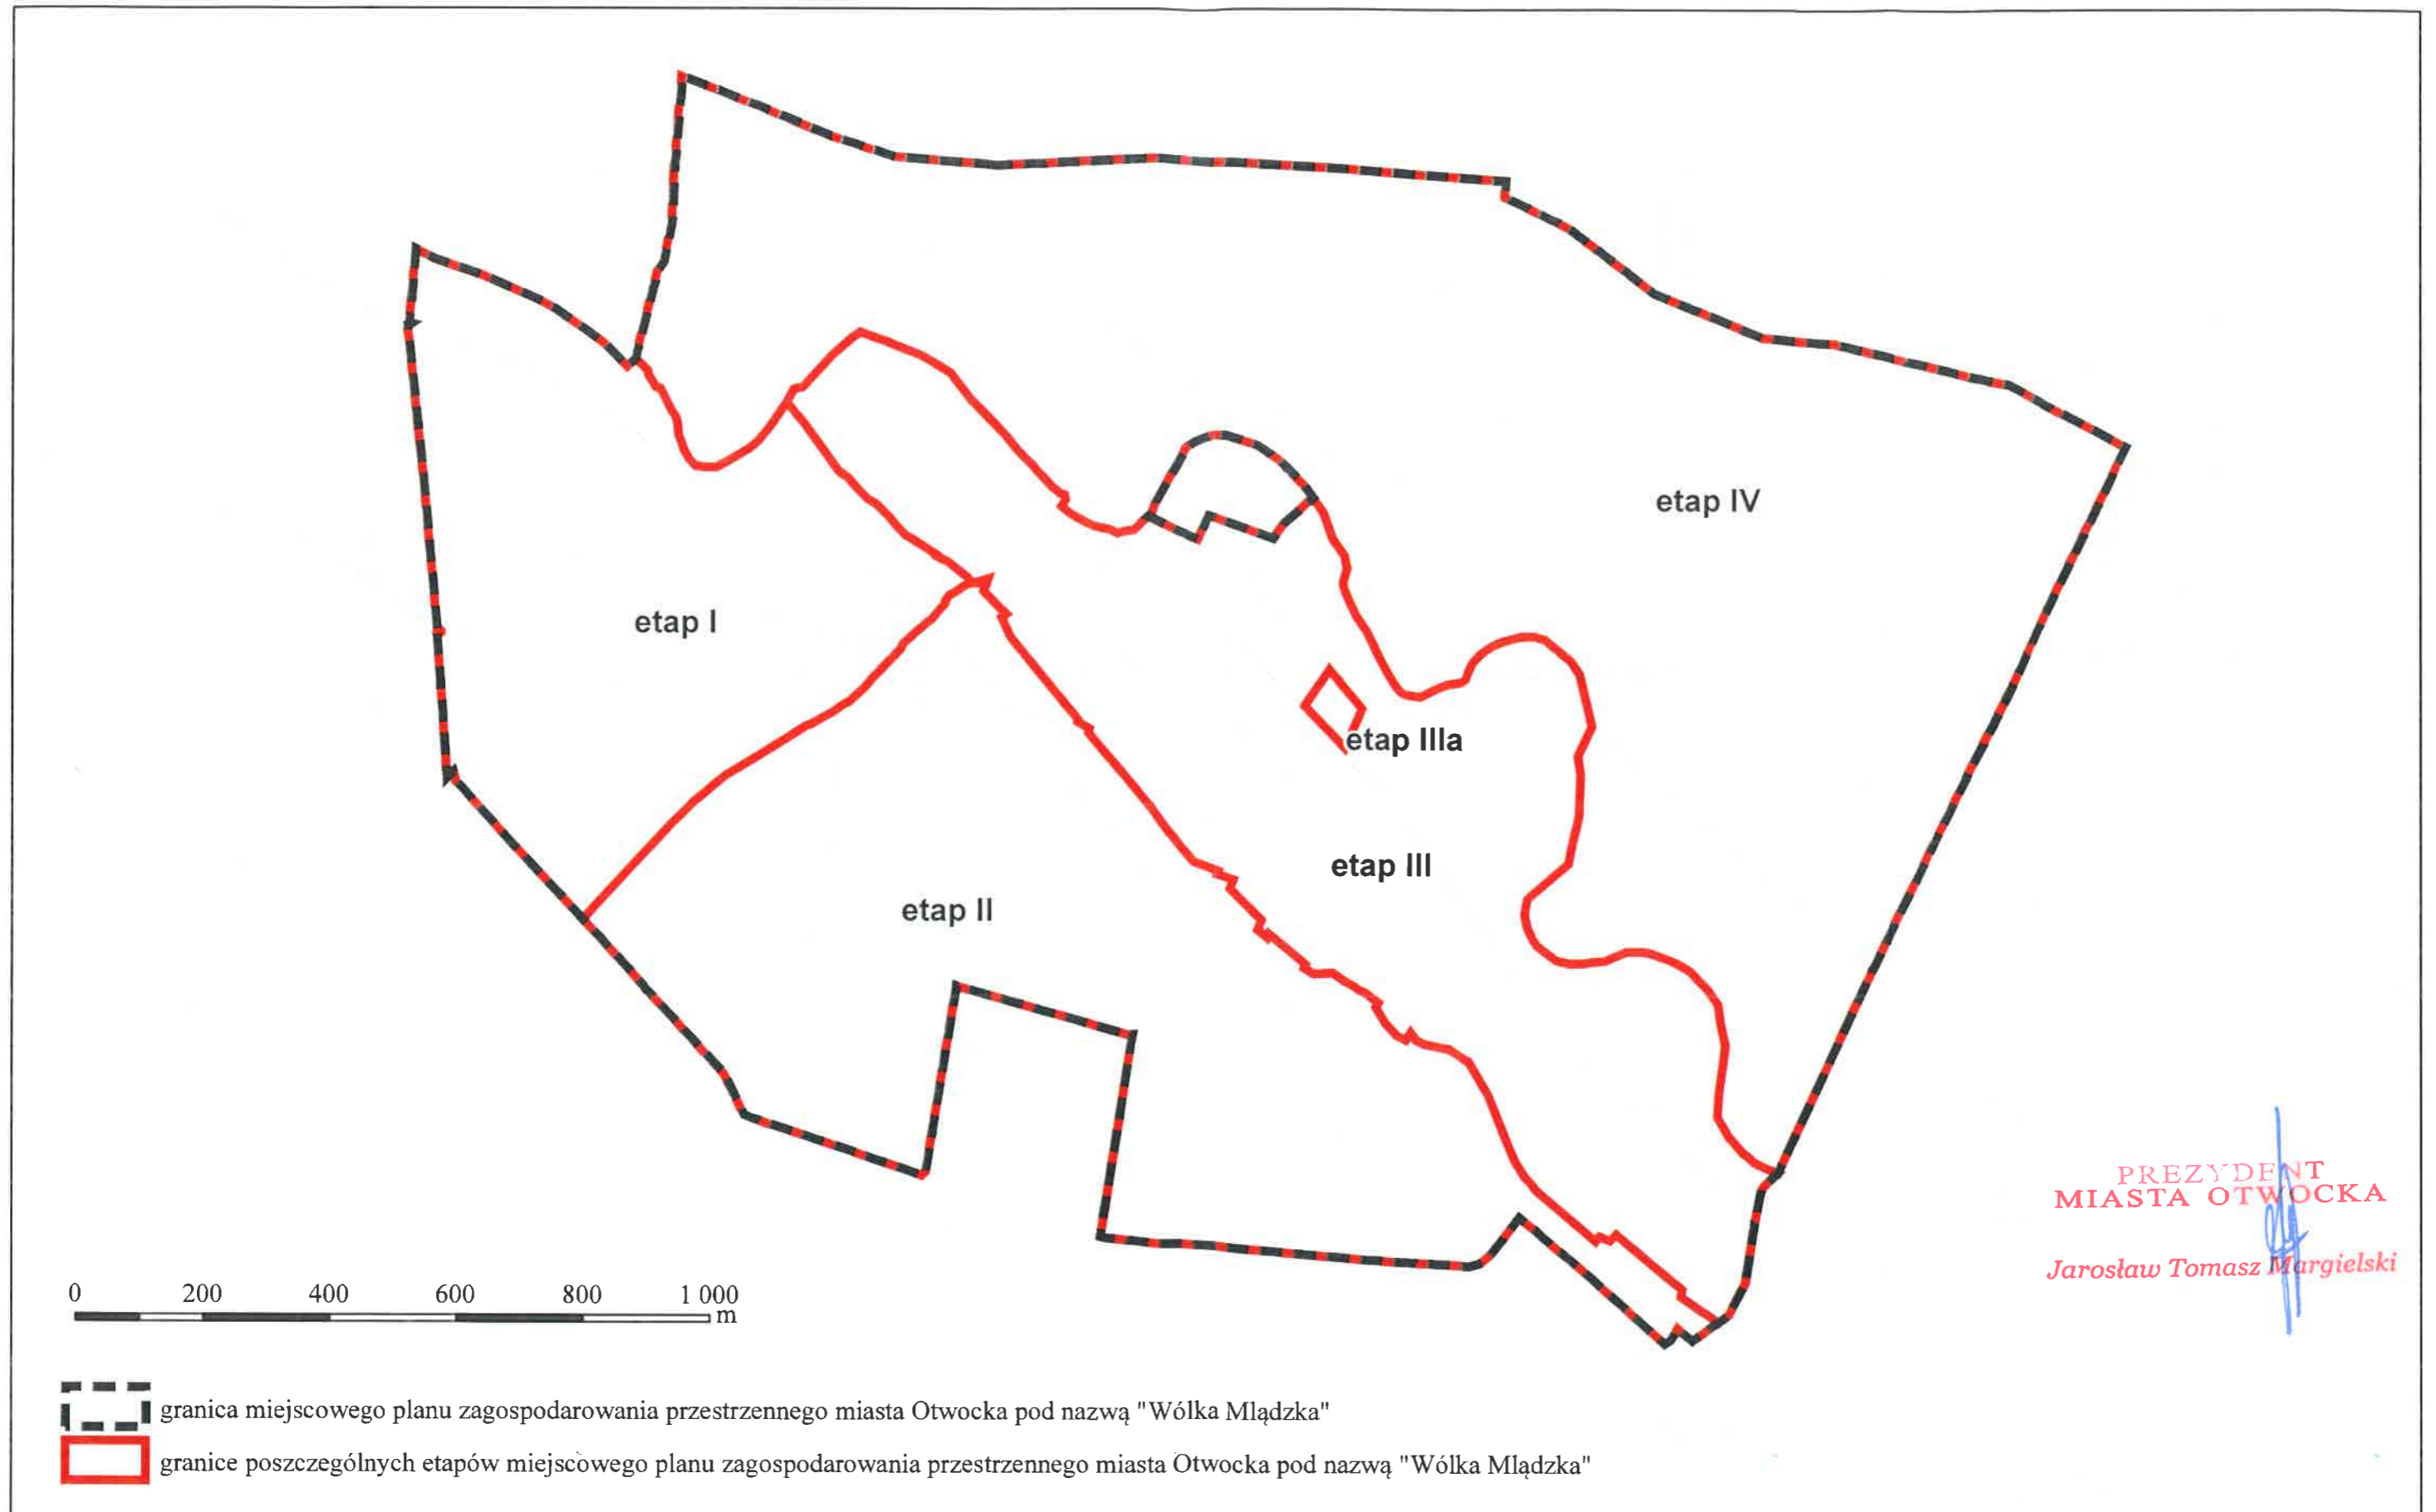 etap IV
etap I
etap IIIa
etap III
etap II
PREZYDENT
MIASTA OTWOCKA
Jarosław Tomasz Margielski
0 200 400 600 800 1 000
m
granica miejscowego planu zagospodarowania przestrzennego miasta Otwocka pod nazwą "Wólka Mlądzka"
granice poszczególnych etapów miejscowego planu zagospodarowania przestrzennego miasta Otwocka pod nazwą "Wólka Mlądzka"